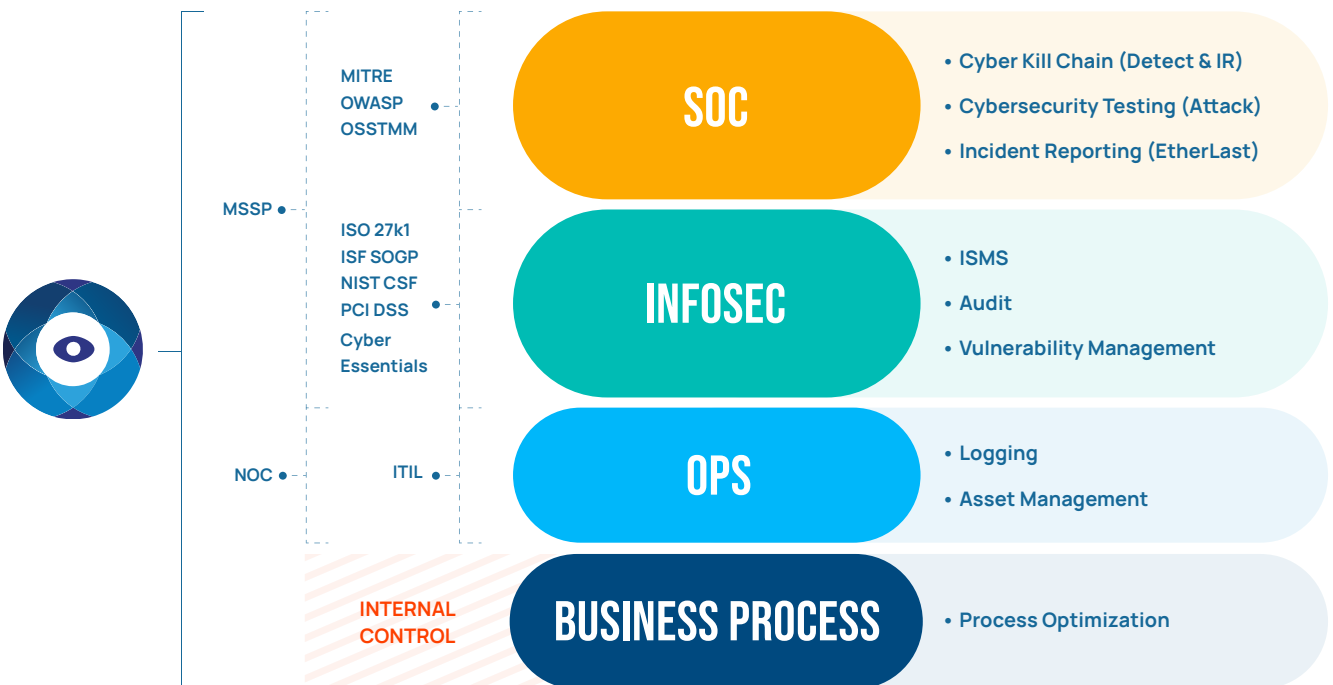 MSSP
NOC
MITRE
OWASP
OSSTMM
SOC
• Cyber Kill Chain (Detect & IR)
• Cybersecurity Testing (Attack)
• Incident Reporting (EtherLast)
ISO 27k1
ISF SOGP
NIST CSF
PCI DSS
Cyber
Essentials
INFOSEC
• ISMS
• Audit
• Vulnerability Management
ITIL
OPS
• Logging
• Asset Management
INTERNAL
CONTROL
BUSINESS PROCESS
• Process Optimization